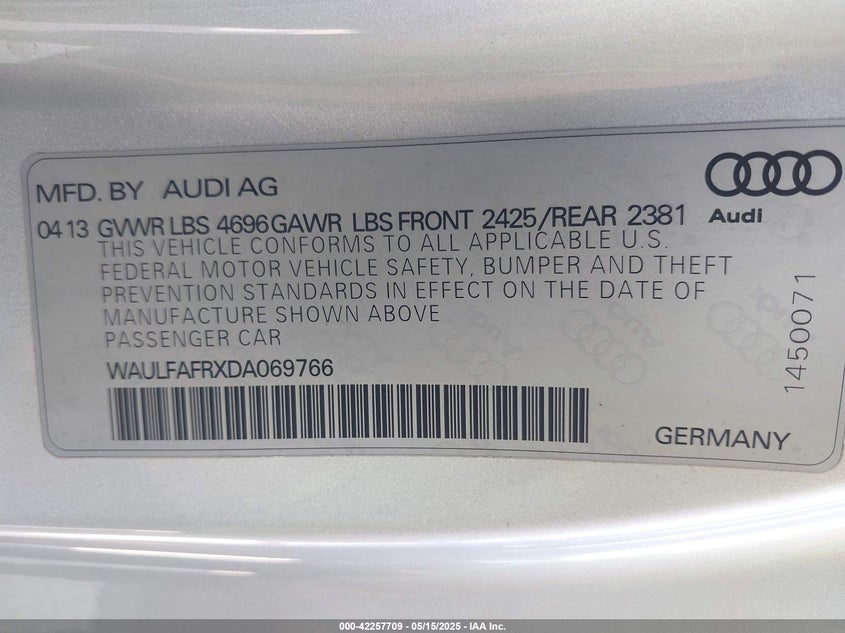 MFD. BY AUDI AG
Audi
04 13 GVWR LBS 4696 GAWR LBS FRONT 2425/REAR 2381
THIS VEHICLE CONFORMS TO ALL APPLICABLE U.S.
FEDERAL MOTOR VEHICLE SAFETY, BUMPER AND THEFT
PREVENTION STANDARDS IN EFFECT ON THE DATE OF
MANUFACTURE SHOWN ABOVE
PASSENGER CAR
WAULFAFRXDA069766
1450071
GERMANY
000-42257709 - 05/15/2025 - IAA Inc.